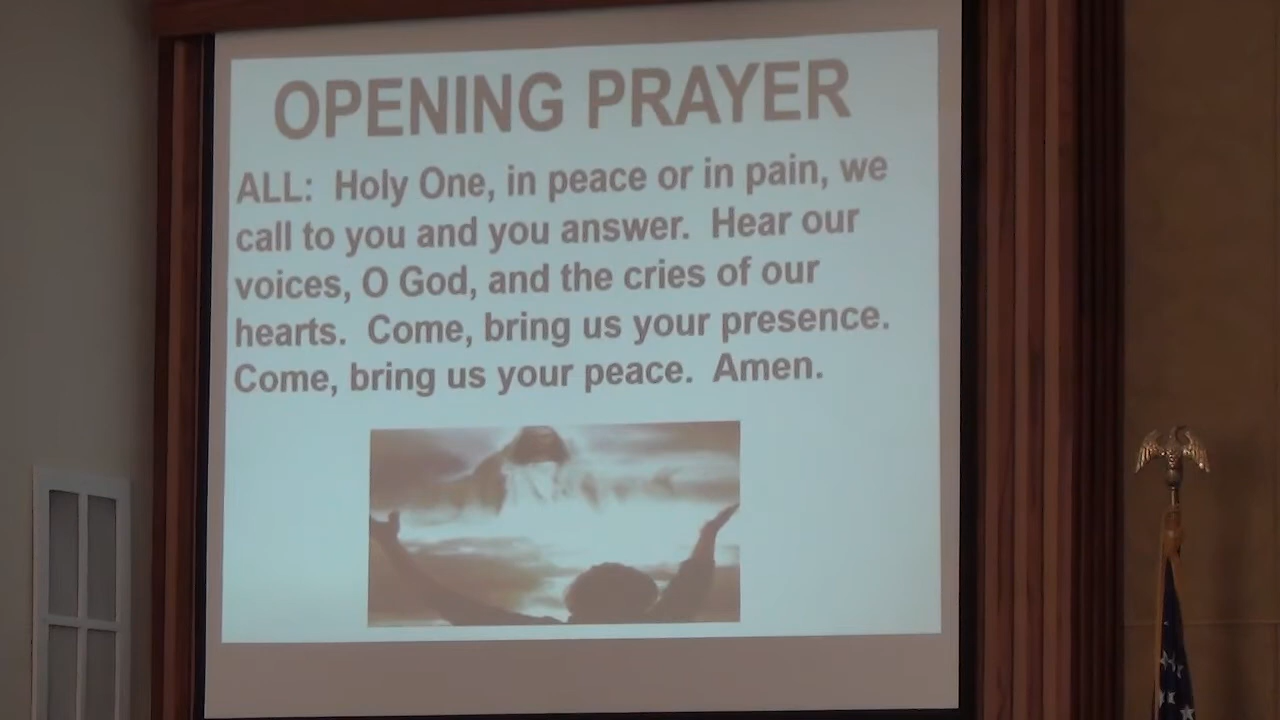 OPENING PRAYER
ALL: Holy One, in peace or in pain, we
call to you and you answer. Hear our
voices, O God, and the cries of our
hearts. Come, bring us your presence.
Come, bring us your peace. Amen.